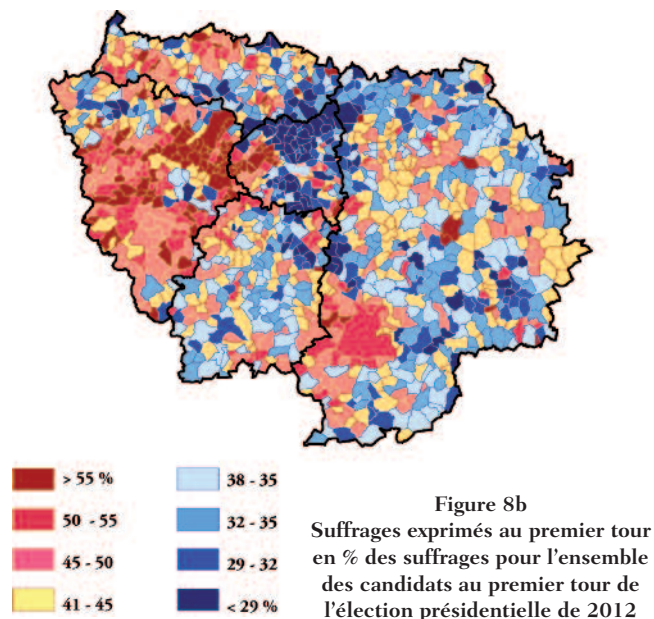 > 55 %
50 - 55
45 - 50
41 - 45
38 - 35
32 - 35
29 - 32
< 29 %
Figure 8b
Suffrages exprimés au premier tour
en % des suffrages pour l'ensemble
des candidats au premier tour de
l'élection présidentielle de 2012